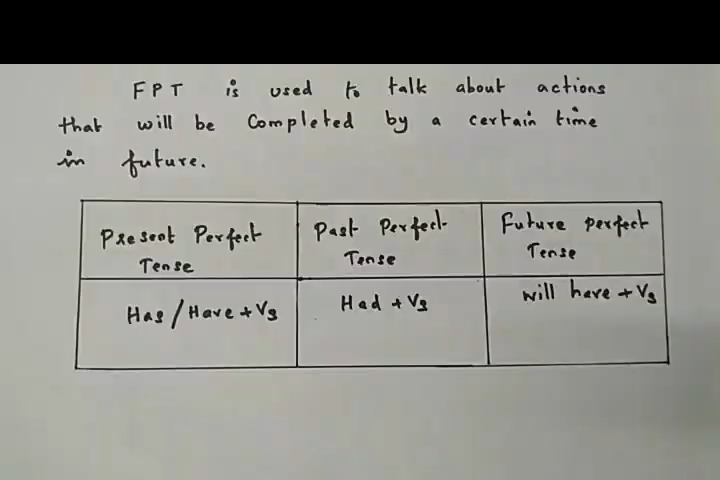 FPT is used to talk about actions
that will be completed by a certain time
in future.
Present Perfect Tense
Past Perfect Tense
Future perfect Tense
Has/Have + V3
Had + V3
will have + V3